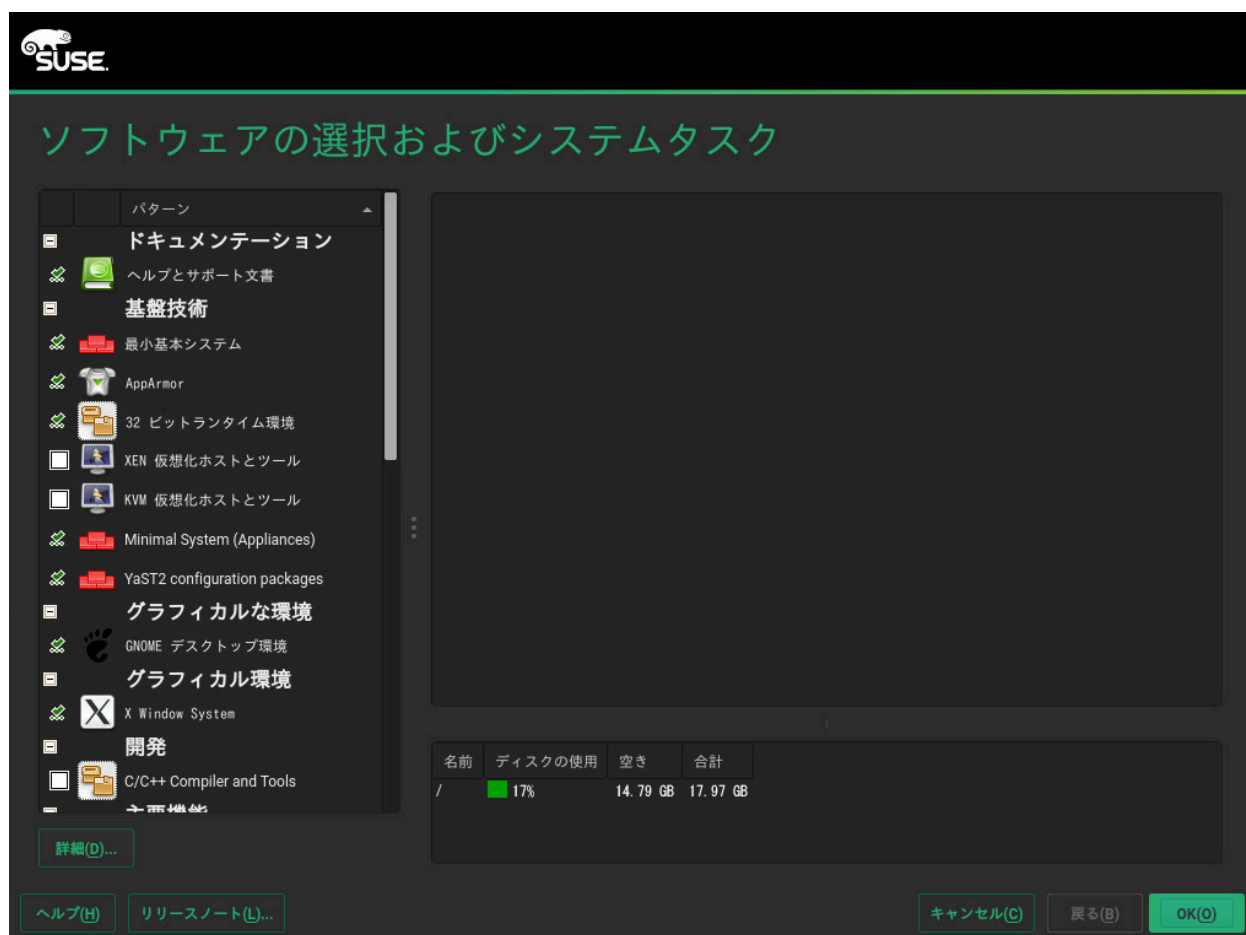 SUSE.
ソフトウェアの選択およびシステムタスク
パターン
ドキュメンテーション
ヘルプとサポート文書
基盤技術
最小基本システム
AppArmor
32 ビットランタイム環境
XEN 仮想化ホストとツール
KVM 仮想化ホストとツール
Minimal System (Appliances)
YaST2 configuration packages
グラフィカルな環境
GNOME デスクトップ環境
グラフィカル環境
X Window System
開発
C/C++ Compiler and Tools
主要機能
名前 ディスクの使用 空き 合計
/ 17% 14.79 GB 17.97 GB
詳細(D)...
ヘルプ(H) リリースノート(L)... キャンセル(C) 戻る(B) OK(O)